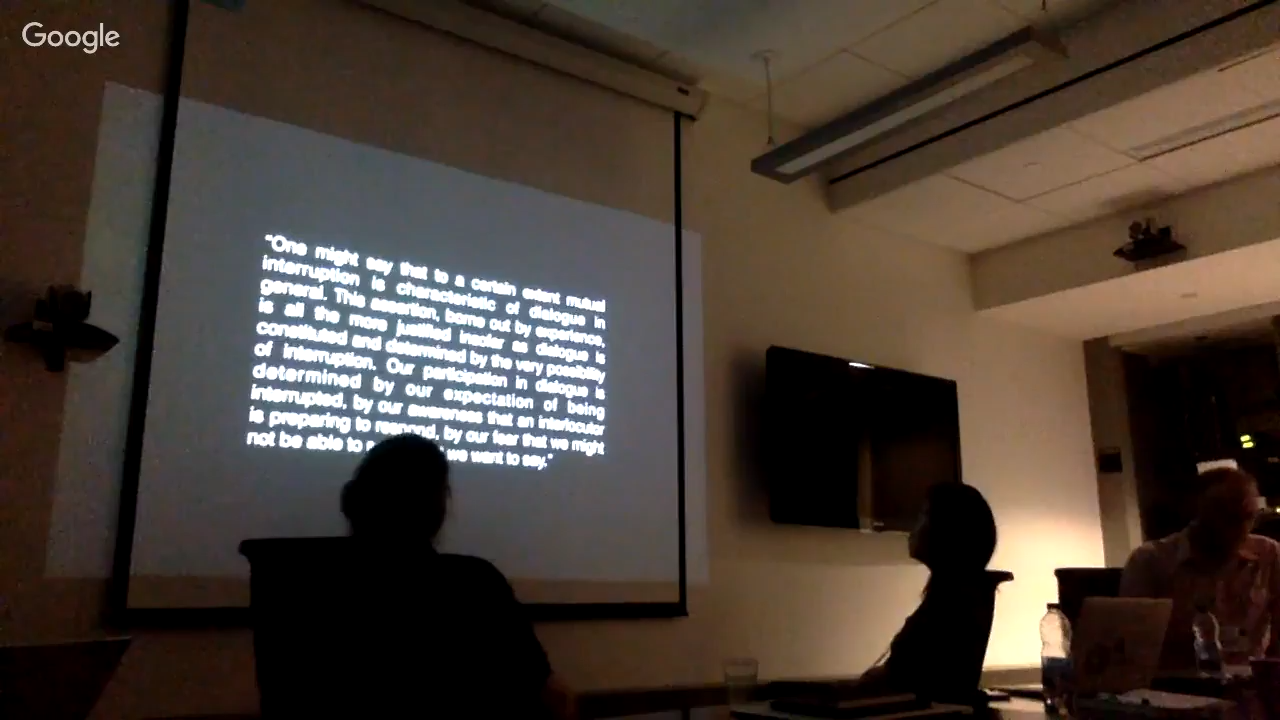 Google
"One might say that to a certain extent mutual
interruption is characteristic of dialogue in
general. This assertion, borne out by experience,
is all the more justified insofar as dialogue is
constituted and determined by the very possibility
of interruption. Our participation in dialogue is
determined by our expectation of being
interrupted, by our awareness that an interlocutor
is preparing to respond, by our fear that we might
not be able to we want to say."